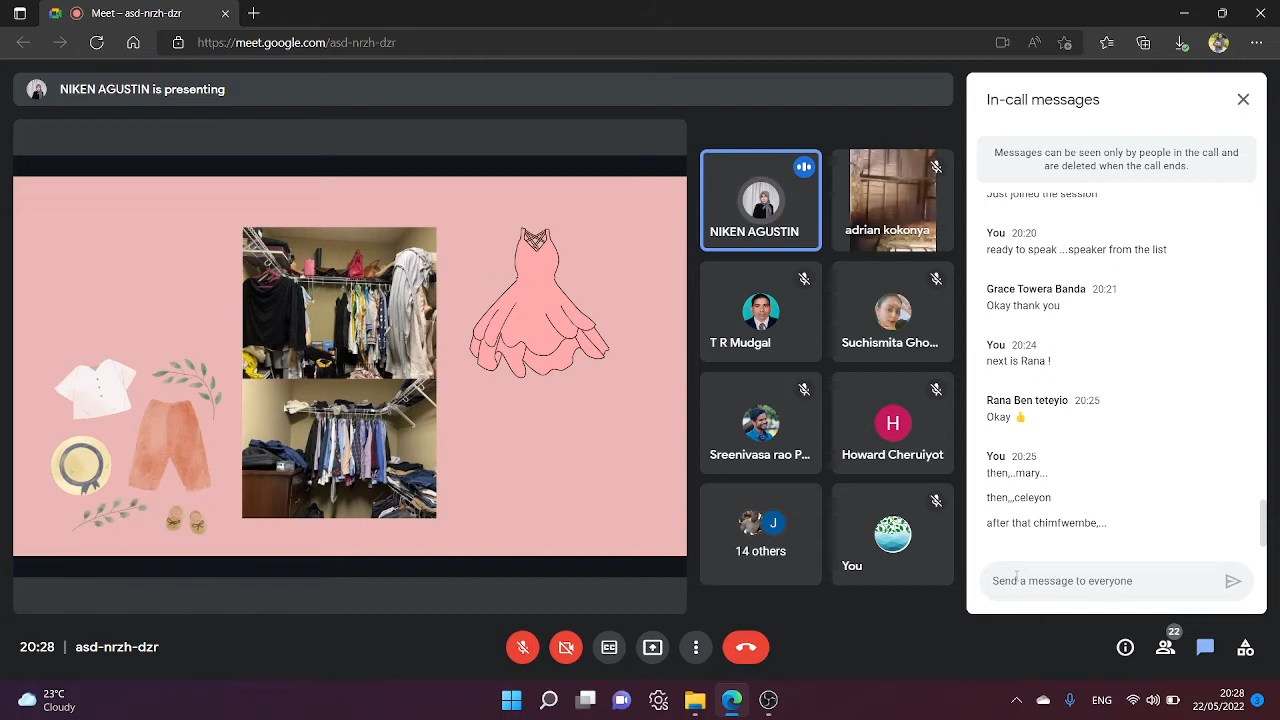 Meet – asd-nrzh-dzr
https://meet.google.com/asd-nrzh-dzr
NIKEN AGUSTIN is presenting
NIKEN AGUSTIN
adrian kokonya
T R Mudgal
Suchismita Gho...
Sreenivasa rao P...
H
Howard Cheruiyot
J
14 others
You
In-call messages
Messages can be seen only by people in the call and
are deleted when the call ends.
Just joined the session
You 20:20
ready to speak ...speaker from the list
Grace Towera Banda 20:21
Okay thank you
You 20:24
next is Rana !
Rana Ben teteyio 20:25
Okay 👍
You 20:25
then,..mary...
then,,,celeyon
after that chimfwembe,...
Send a message to everyone
20:28 | asd-nrzh-dzr
22
23°C
Cloudy
ENG
20:28
22/05/2022
3